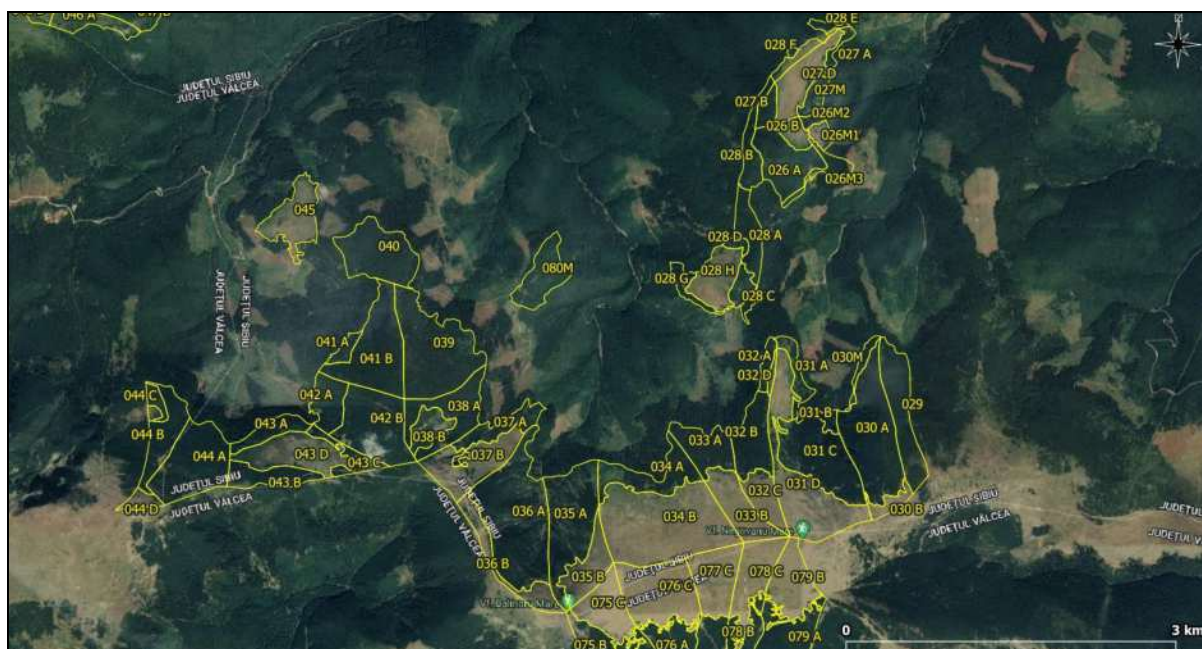 046 A
028 E
028 F
027 A
JUDEȚUL SIBIU
JUDEȚUL VÂLCEA
027 D
027M
027 B
026M2
026 B
026M1
028 B
026 A
026M3
045
028 D
028 A
040
080M
028 G
028 H
JUDEȚUL VÂLCEA
JUDEȚUL SIBIU
028 C
041 A
041 B
039
032 A
031 A
030M
032 D
044 C
042 A
038 A
029
044 B
043 A
042 B
037 A
031 B
038 B
032 B
030 A
033 A
044 A
043 D
043 C
037 B
031 C
034 A
JUDEȚUL SIBIU
043 B
032 C
031 D
044 D
JUDEȚUL VÂLCEA
JUDEȚUL SIBIU
JUDEȚUL VÂLCEA
036 A
035 A
034 B
033 B
030 B
JUDEȚUL SIBIU
JUDEȚUL VÂLCEA
036 B
035 B
JUDEȚUL SIBIU
076 C
077 C
078 C
079 B
075 C
075 B
076 A
078 B
079 A
0
3 km